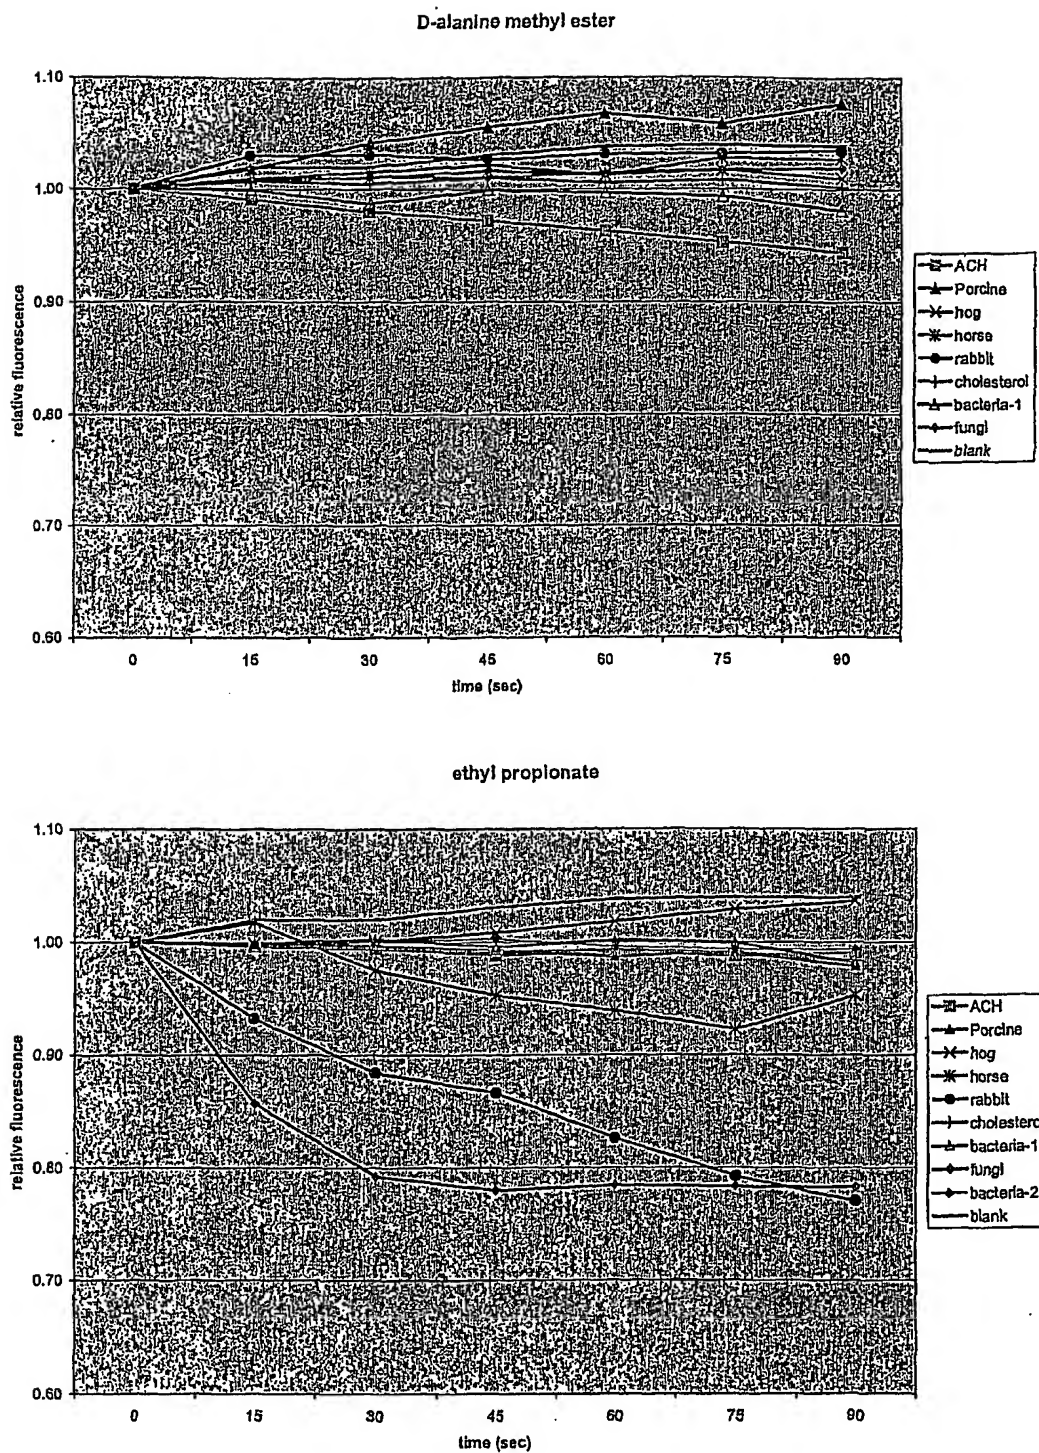 D-alanine methyl ester
1.10
1.00
0.90
0.80
0.70
0.60
relative fluorescence
0 15 30 45 60 75 90
time (sec)
ACH
Porcine
hog
horse
rabbit
cholesterol
bacteria-1
fungi
blank
ethyl propionate
1.10
1.00
0.90
0.80
0.70
0.60
relative fluorescence
0 15 30 45 60 75 90
time (sec)
ACH
Porcine
hog
horse
rabbit
cholesterol
bacteria-1
fungi
bacteria-2
blank